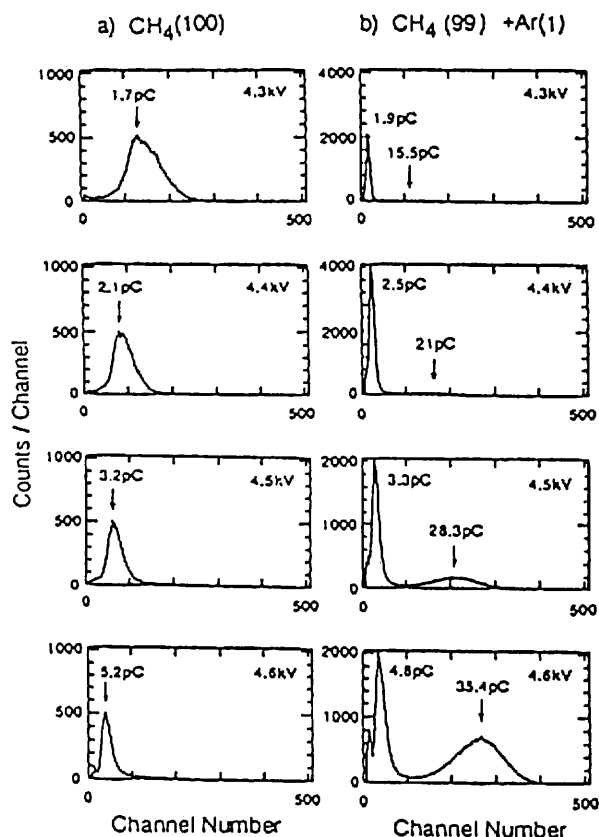 a) CH4(100)
b) CH4 (99) +Ar(1)
1000
500
0
0
500
1.7pC
4.3kV
4000
2000
0
0
500
1.9pC
15.5pC
4.3kV
1000
500
0
0
500
2.1pC
4.4kV
4000
2000
0
0
500
2.5pC
21pC
4.4kV
1000
500
0
0
500
3.2pC
4.5kV
2000
1000
0
0
500
3.3pC
28.3pC
4.5kV
1000
500
0
0
500
5.2pC
4.6kV
2000
1000
0
0
500
4.8pC
35.4pC
4.6kV
Counts / Channel
Channel Number
Channel Number